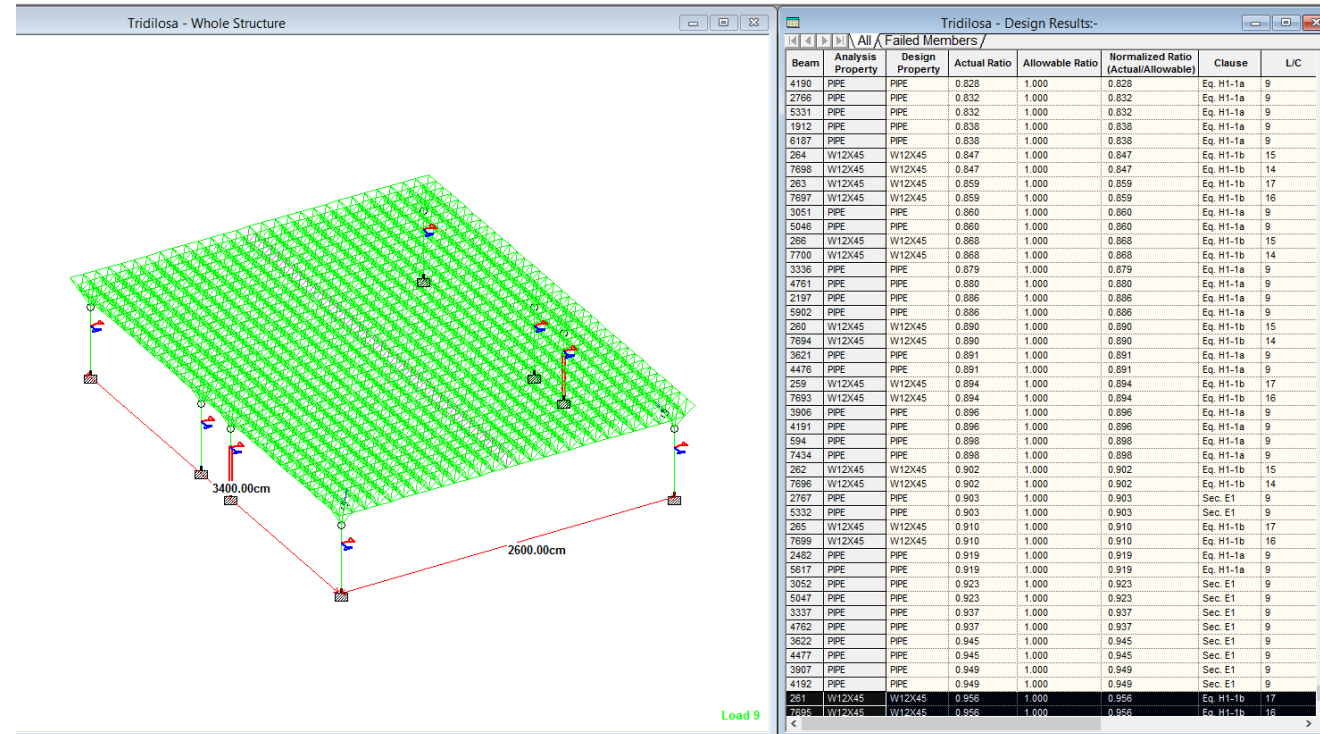 Tridilosa - Whole Structure
3400.00cm
2600.00cm
Load 9
Tridilosa - Design Results:-
All Failed Members
Beam Analysis Property Design Property Actual Ratio Allowable Ratio Normalized Ratio (Actual/Allowable) Clause L/C
4190 PIPE PIPE 0.828 1.000 0.828 Eq. H1-1a 9
2766 PIPE PIPE 0.832 1.000 0.832 Eq. H1-1a 9
5331 PIPE PIPE 0.832 1.000 0.832 Eq. H1-1a 9
1912 PIPE PIPE 0.838 1.000 0.838 Eq. H1-1a 9
6187 PIPE PIPE 0.838 1.000 0.838 Eq. H1-1a 9
264 W12X45 W12X45 0.847 1.000 0.847 Eq. H1-1b 15
7698 W12X45 W12X45 0.847 1.000 0.847 Eq. H1-1b 14
263 W12X45 W12X45 0.859 1.000 0.859 Eq. H1-1b 17
7697 W12X45 W12X45 0.859 1.000 0.859 Eq. H1-1b 16
3051 PIPE PIPE 0.860 1.000 0.860 Eq. H1-1a 9
5046 PIPE PIPE 0.860 1.000 0.860 Eq. H1-1a 9
266 W12X45 W12X45 0.868 1.000 0.868 Eq. H1-1b 15
7700 W12X45 W12X45 0.868 1.000 0.868 Eq. H1-1b 14
3336 PIPE PIPE 0.879 1.000 0.879 Eq. H1-1a 9
4761 PIPE PIPE 0.880 1.000 0.880 Eq. H1-1a 9
2197 PIPE PIPE 0.886 1.000 0.886 Eq. H1-1a 9
5902 PIPE PIPE 0.886 1.000 0.886 Eq. H1-1a 9
260 W12X45 W12X45 0.890 1.000 0.890 Eq. H1-1b 15
7694 W12X45 W12X45 0.890 1.000 0.890 Eq. H1-1b 14
3621 PIPE PIPE 0.891 1.000 0.891 Eq. H1-1a 9
4476 PIPE PIPE 0.891 1.000 0.891 Eq. H1-1a 9
259 W12X45 W12X45 0.894 1.000 0.894 Eq. H1-1b 17
7693 W12X45 W12X45 0.894 1.000 0.894 Eq. H1-1b 16
3906 PIPE PIPE 0.896 1.000 0.896 Eq. H1-1a 9
4191 PIPE PIPE 0.896 1.000 0.896 Eq. H1-1a 9
594 PIPE PIPE 0.898 1.000 0.898 Eq. H1-1a 9
7434 PIPE PIPE 0.898 1.000 0.898 Eq. H1-1a 9
262 W12X45 W12X45 0.902 1.000 0.902 Eq. H1-1b 15
7696 W12X45 W12X45 0.902 1.000 0.902 Eq. H1-1b 14
2767 PIPE PIPE 0.903 1.000 0.903 Sec. E1 9
5332 PIPE PIPE 0.903 1.000 0.903 Sec. E1 9
265 W12X45 W12X45 0.910 1.000 0.910 Eq. H1-1b 17
7699 W12X45 W12X45 0.910 1.000 0.910 Eq. H1-1b 16
2482 PIPE PIPE 0.919 1.000 0.919 Eq. H1-1a 9
5617 PIPE PIPE 0.919 1.000 0.919 Eq. H1-1a 9
3052 PIPE PIPE 0.923 1.000 0.923 Sec. E1 9
5047 PIPE PIPE 0.923 1.000 0.923 Sec. E1 9
3337 PIPE PIPE 0.937 1.000 0.937 Sec. E1 9
4762 PIPE PIPE 0.937 1.000 0.937 Sec. E1 9
3622 PIPE PIPE 0.945 1.000 0.945 Sec. E1 9
4477 PIPE PIPE 0.945 1.000 0.945 Sec. E1 9
3907 PIPE PIPE 0.949 1.000 0.949 Sec. E1 9
4192 PIPE PIPE 0.949 1.000 0.949 Sec. E1 9
261 W12X45 W12X45 0.956 1.000 0.956 Eq. H1-1b 17
7695 W12X45 W12X45 0.956 1.000 0.956 Eq. H1-1b 16